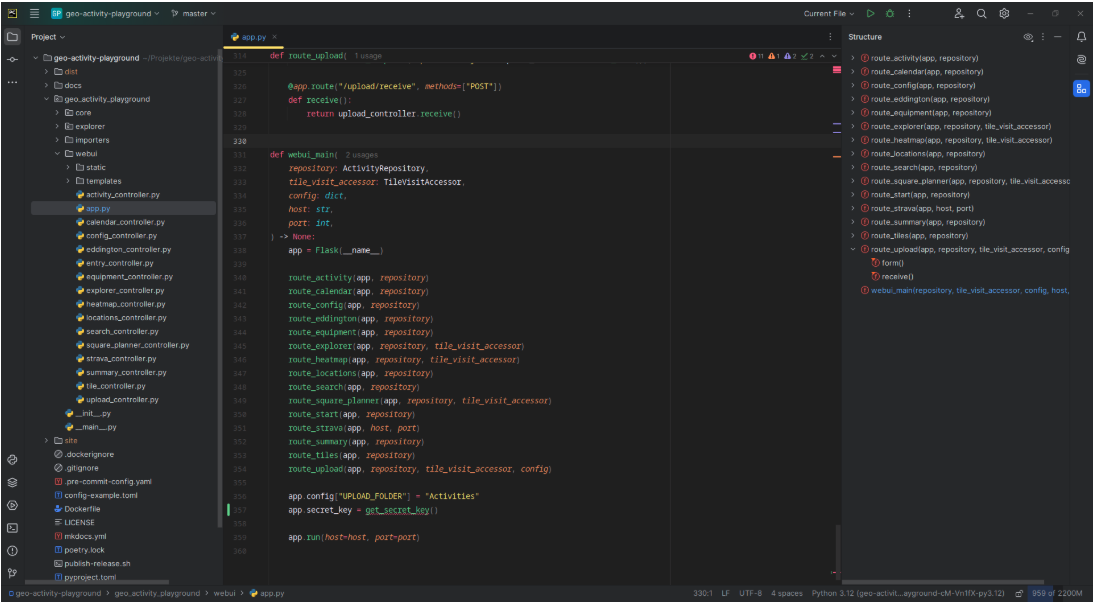 GP geo-activity-playground master Current File
Project
geo-activity-playground ~/Projekte/geo-activi
dist
docs
geo_activity_playground
core
explorer
importers
webui
static
templates
activity_controller.py
app.py
calendar_controller.py
config_controller.py
eddington_controller.py
entry_controller.py
equipment_controller.py
explorer_controller.py
heatmap_controller.py
locations_controller.py
search_controller.py
square_planner_controller.py
strava_controller.py
summary_controller.py
tile_controller.py
upload_controller.py
__init__.py
__main__.py
site
.dockerignore
.gitignore
.pre-commit-config.yaml
config-example.toml
Dockerfile
LICENSE
mkdocs.yml
poetry.lock
publish-release.sh
pyproject.toml
app.py
314 def route_upload( 1 usage 11 1 2 2
325
326 @app.route("/upload/receive", methods=["POST"])
327 def receive():
328 return upload_controller.receive()
329
330
331 def webui_main( 2 usages
332 repository: ActivityRepository,
333 tile_visit_accessor: TileVisitAccessor,
334 config: dict,
335 host: str,
336 port: int,
337 ) -> None:
338 app = Flask(__name__)
339
340 route_activity(app, repository)
341 route_calendar(app, repository)
342 route_config(app, repository)
343 route_eddington(app, repository)
344 route_equipment(app, repository)
345 route_explorer(app, repository, tile_visit_accessor)
346 route_heatmap(app, repository, tile_visit_accessor)
347 route_locations(app, repository)
348 route_search(app, repository)
349 route_square_planner(app, repository, tile_visit_accessor)
350 route_start(app, repository)
351 route_strava(app, host, port)
352 route_summary(app, repository)
353 route_tiles(app, repository)
354 route_upload(app, repository, tile_visit_accessor, config)
355
356 app.config["UPLOAD_FOLDER"] = "Activities"
357 app.secret_key = get_secret_key()
358
359 app.run(host=host, port=port)
360
Structure
route_activity(app, repository)
route_calendar(app, repository)
route_config(app, repository)
route_eddington(app, repository)
route_equipment(app, repository)
route_explorer(app, repository, tile_visit_accessor)
route_heatmap(app, repository, tile_visit_accessor)
route_locations(app, repository)
route_search(app, repository)
route_square_planner(app, repository, tile_visit_accessc
route_start(app, repository)
route_strava(app, host, port)
route_summary(app, repository)
route_tiles(app, repository)
route_upload(app, repository, tile_visit_accessor, config
form()
receive()
webui_main(repository, tile_visit_accessor, config, host,
geo-activity-playground > geo_activity_playground > webui > app.py 330:1 LF UTF-8 4 spaces Python 3.12 (geo-activit...ayground-cM-Vn1fX-py3.12) 959 of 2200M